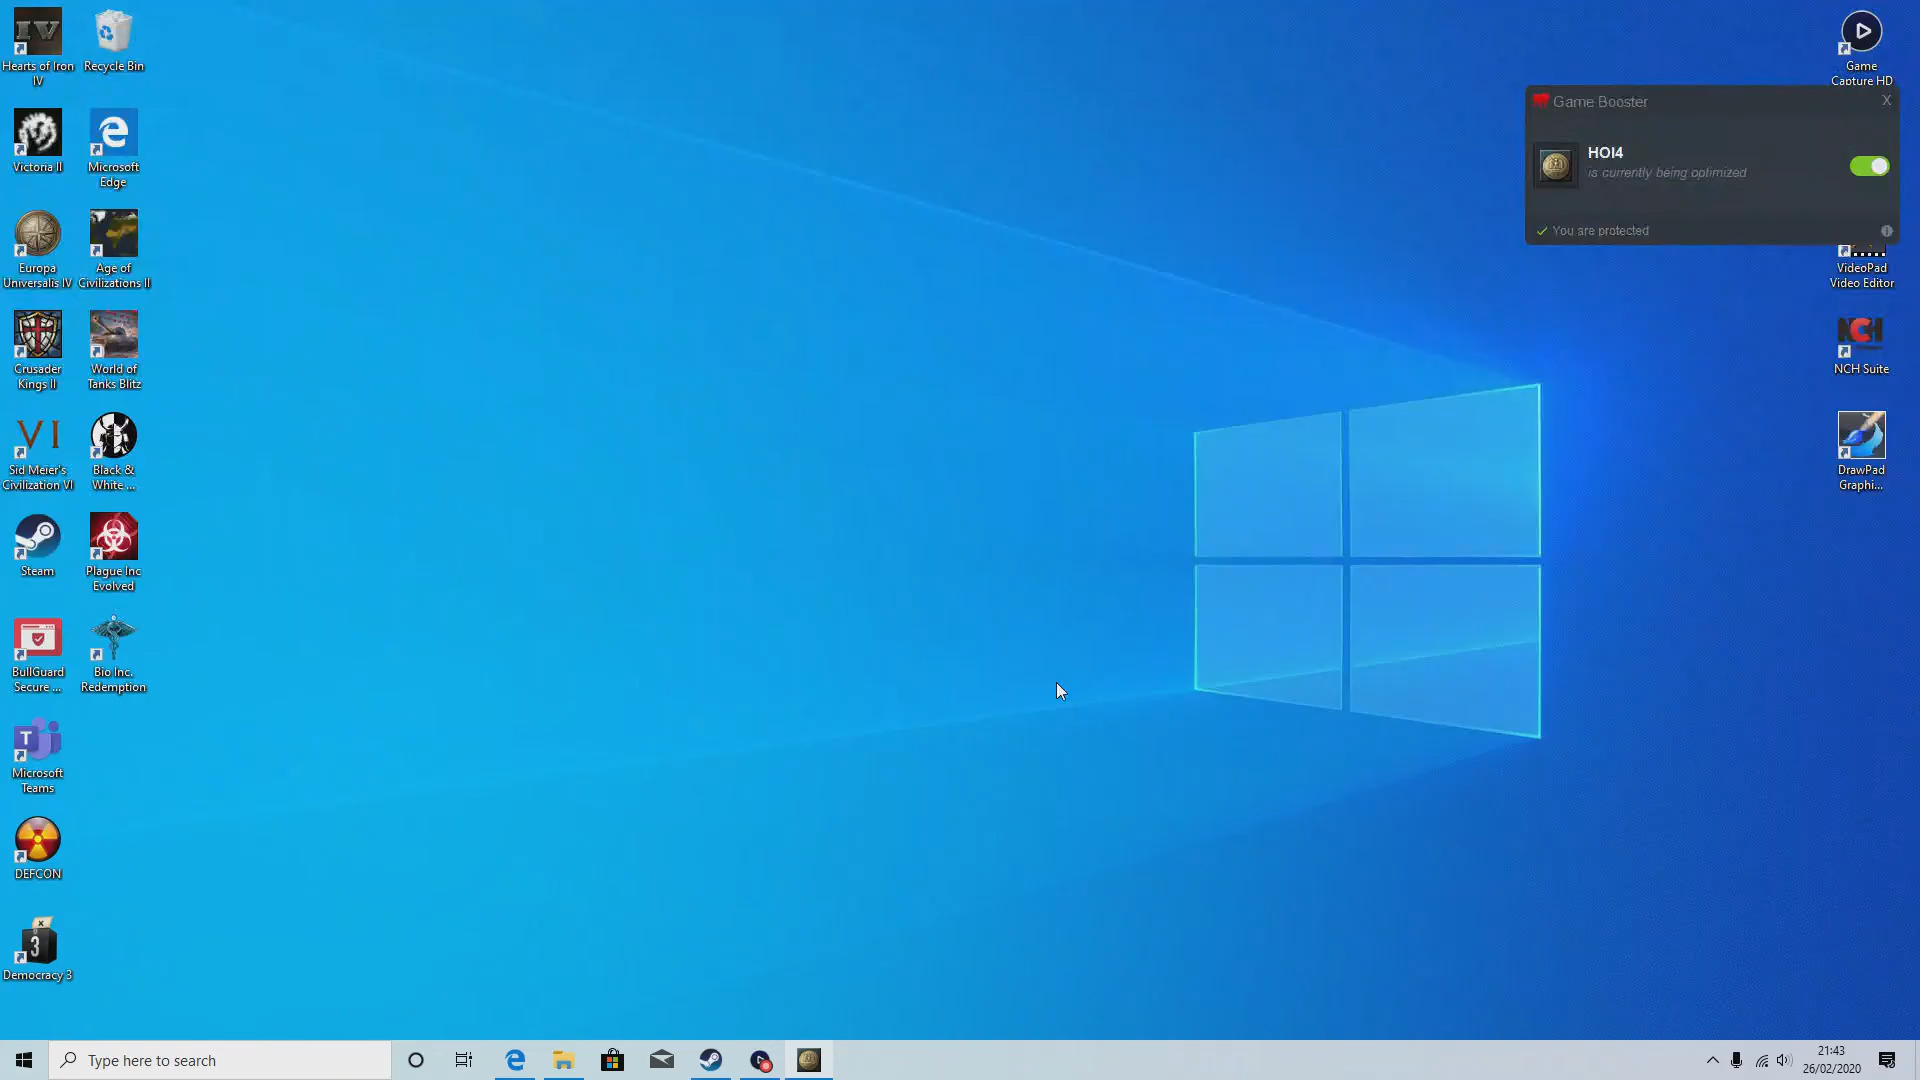 Hearts of Iron
IV
Recycle Bin
Victoria II
Microsoft
Edge
Europa
Universalis IV
Age of
Civilizations II
Crusader
Kings II
World of
Tanks Blitz
VI
Sid Meier's
Civilization VI
Black &
White ...
Steam
Plague Inc
Evolved
BullGuard
Secure ...
Bio Inc.
Redemption
T
Microsoft
Teams
DEFCON
3
Democracy 3
Game
Capture HD
Game Booster
X
HOI4
is currently being optimized
You are protected
VideoPad
Video Editor
NCH
NCH Suite
DrawPad
Graphi...
Type here to search
21:43
26/02/2020